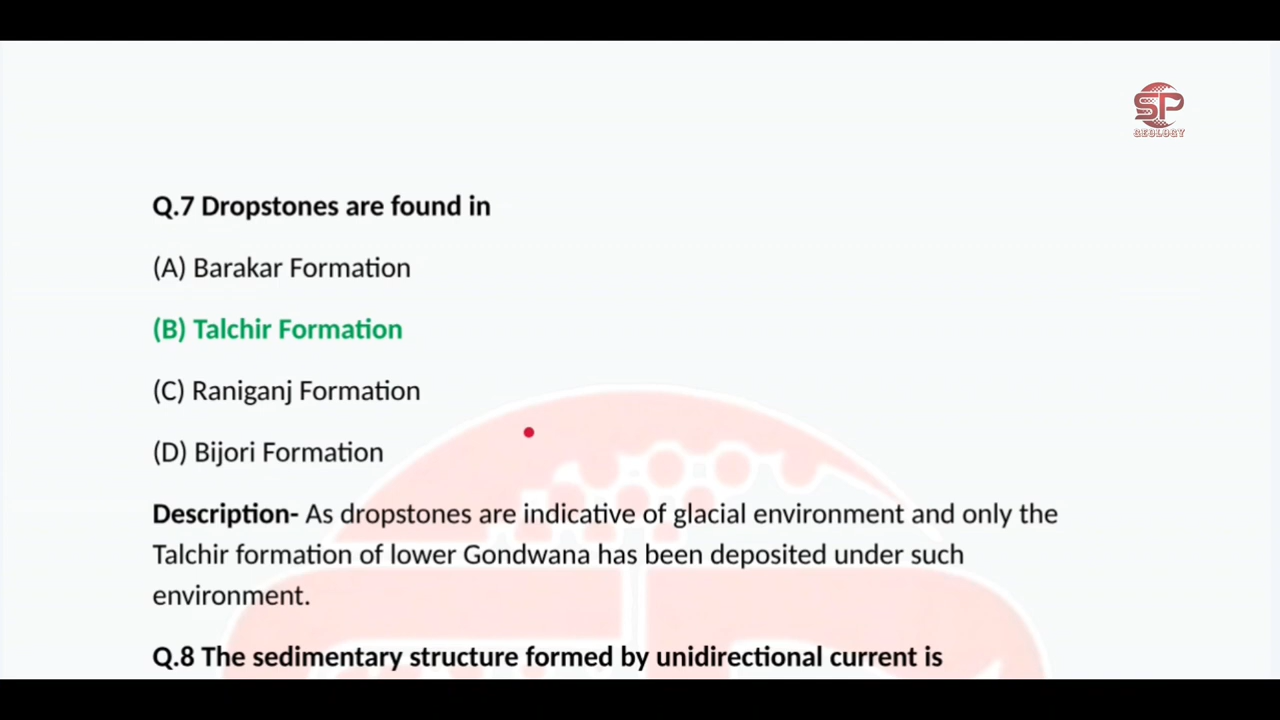 SP
GEOLOGY
Q.7 Dropstones are found in
(A) Barakar Formation
(B) Talchir Formation
(C) Raniganj Formation
(D) Bijori Formation
Description- As dropstones are indicative of glacial environment and only the
Talchir formation of lower Gondwana has been deposited under such
environment.
Q.8 The sedimentary structure formed by unidirectional current is